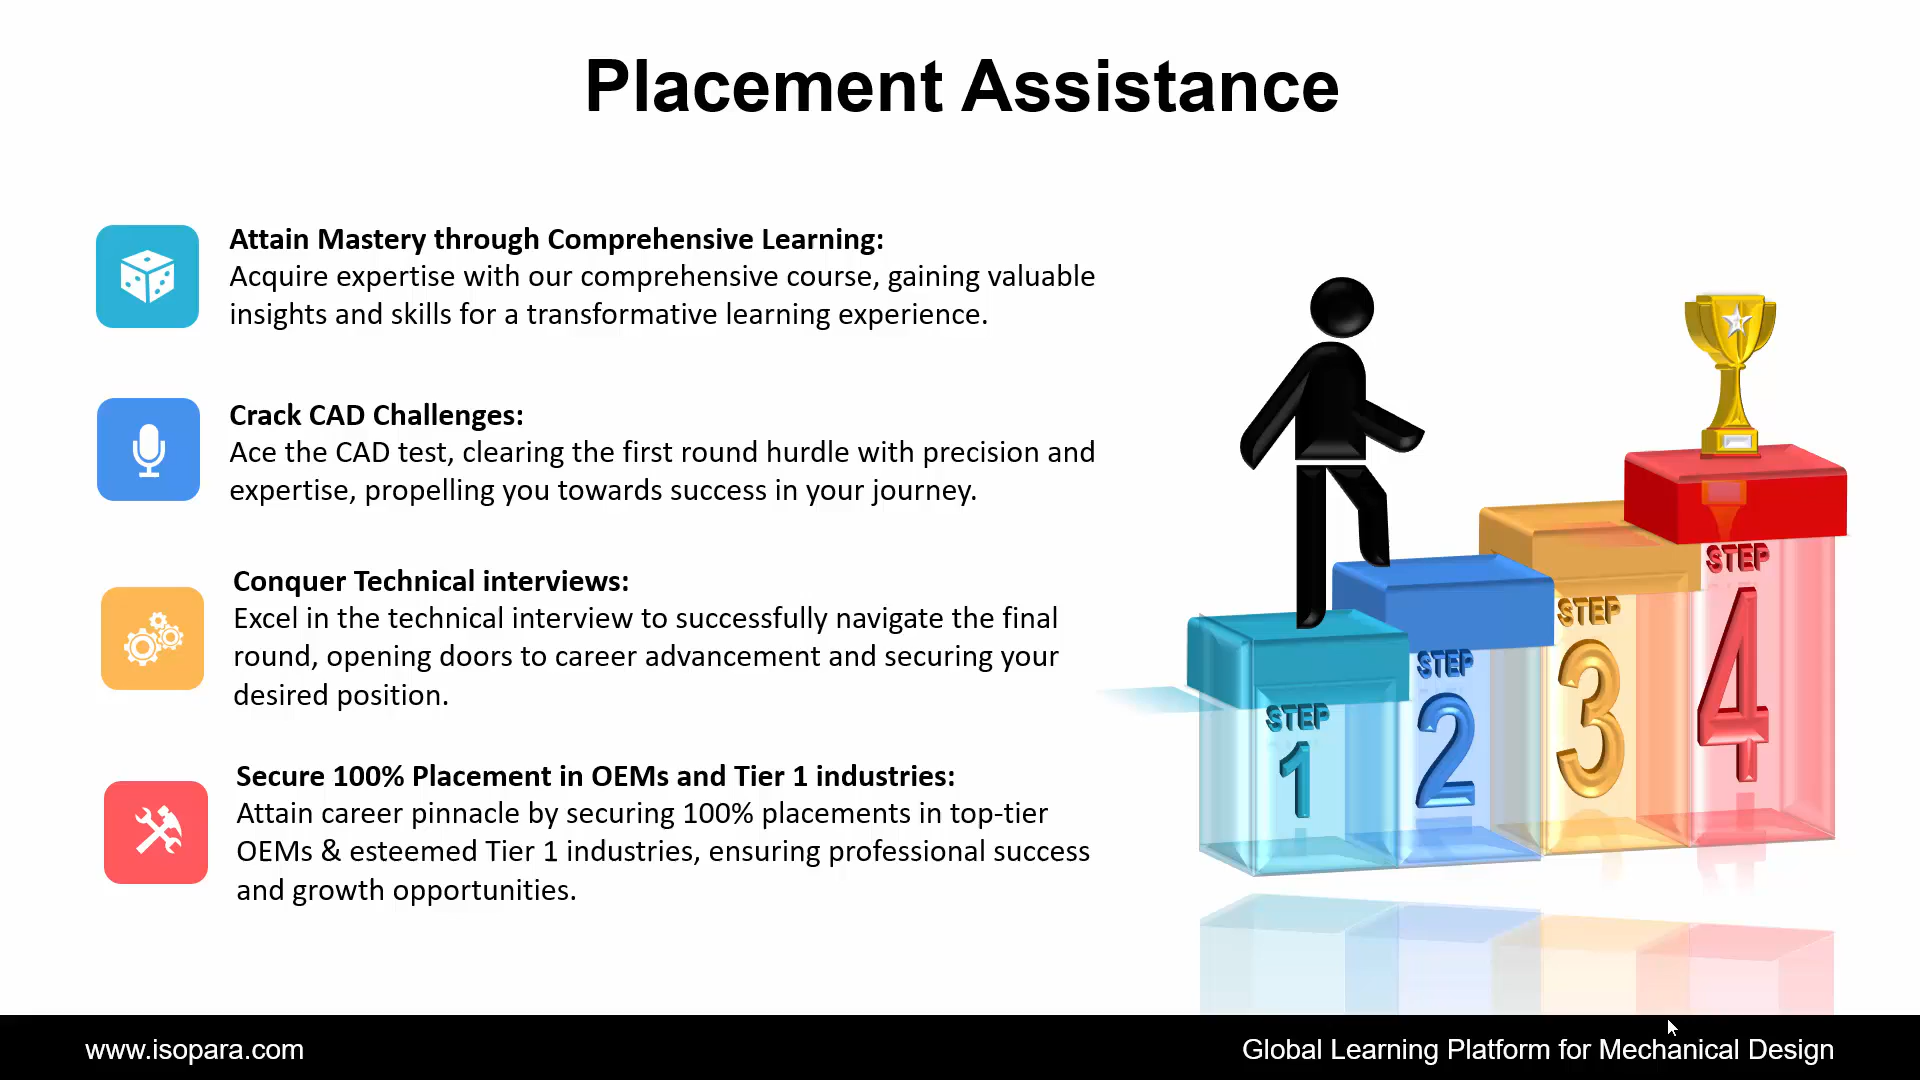 Placement Assistance
Attain Mastery through Comprehensive Learning:
Acquire expertise with our comprehensive course, gaining valuable
insights and skills for a transformative learning experience.
Crack CAD Challenges:
Ace the CAD test, clearing the first round hurdle with precision and
expertise, propelling you towards success in your journey.
Conquer Technical interviews:
Excel in the technical interview to successfully navigate the final
round, opening doors to career advancement and securing your
desired position.
Secure 100% Placement in OEMs and Tier 1 industries:
Attain career pinnacle by securing 100% placements in top-tier
OEMs & esteemed Tier 1 industries, ensuring professional success
and growth opportunities.
STEP
1
STEP
2
STEP
3
STEP
4
www.isopara.com
Global Learning Platform for Mechanical Design